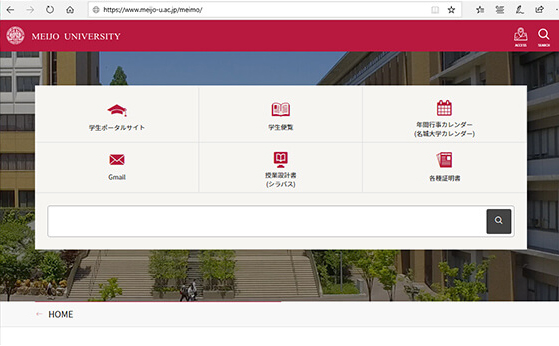 https://www.meijo-u.ac.jp/meimo/
MEIJO UNIVERSITY
ACCESS
SEARCH
学生ポータルサイト
学生便覧
年間行事カレンダー
(名城大学カレンダー)
Gmail
授業設計書
(シラバス)
各種証明書
← HOME